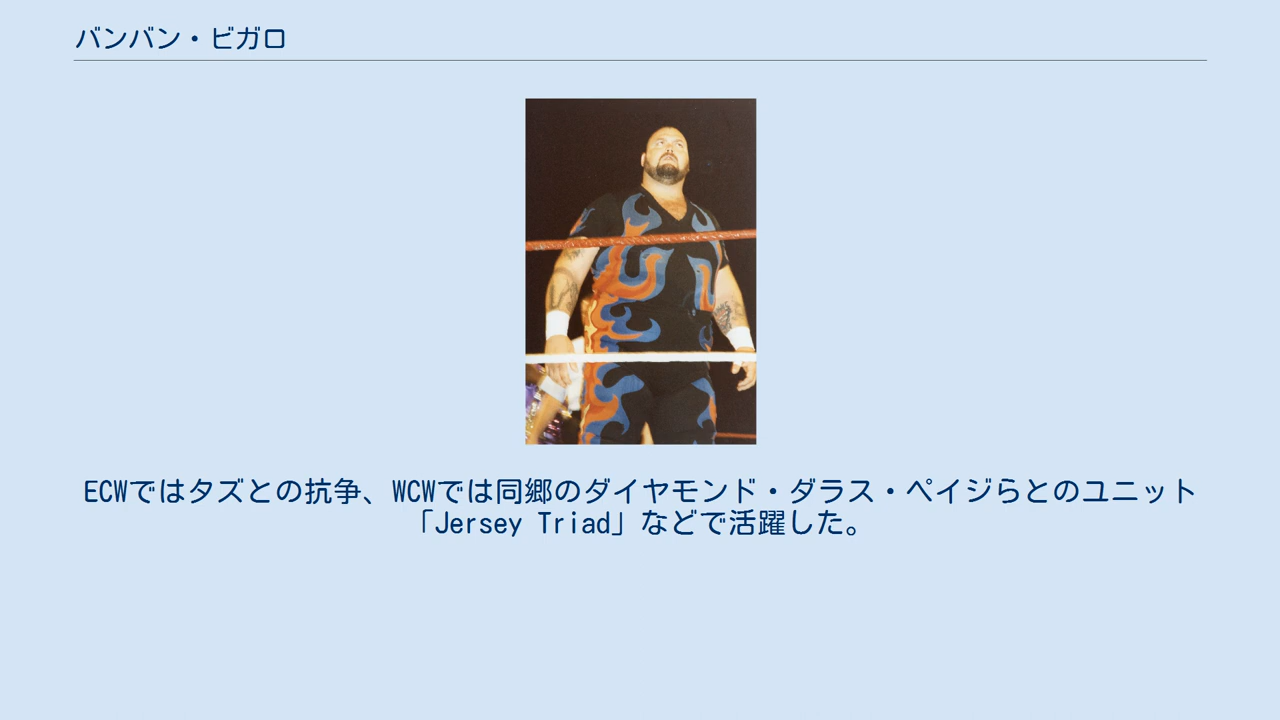 バンバン・ビガロ
ECWではタズとの抗争、WCWでは同郷のダイヤモンド・ダラス・ペイジらとのユニット
「Jersey Triad」などで活躍した。